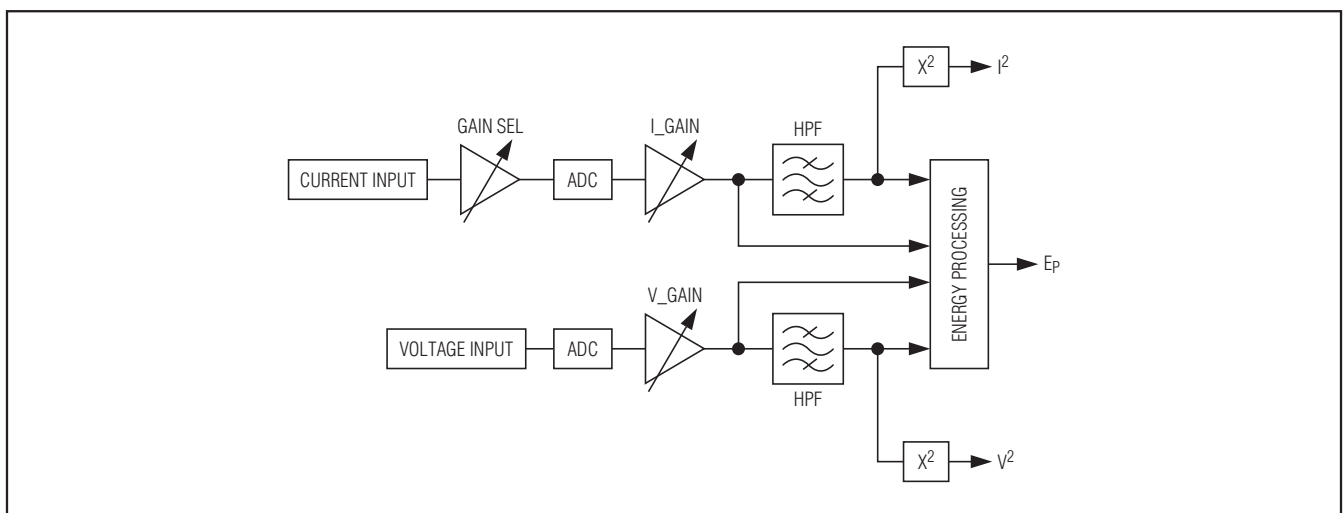 X²
I²
GAIN SEL
I_GAIN
HPF
CURRENT INPUT
ADC
ENERGY PROCESSING
EP
V_GAIN
VOLTAGE INPUT
ADC
HPF
X²
V²